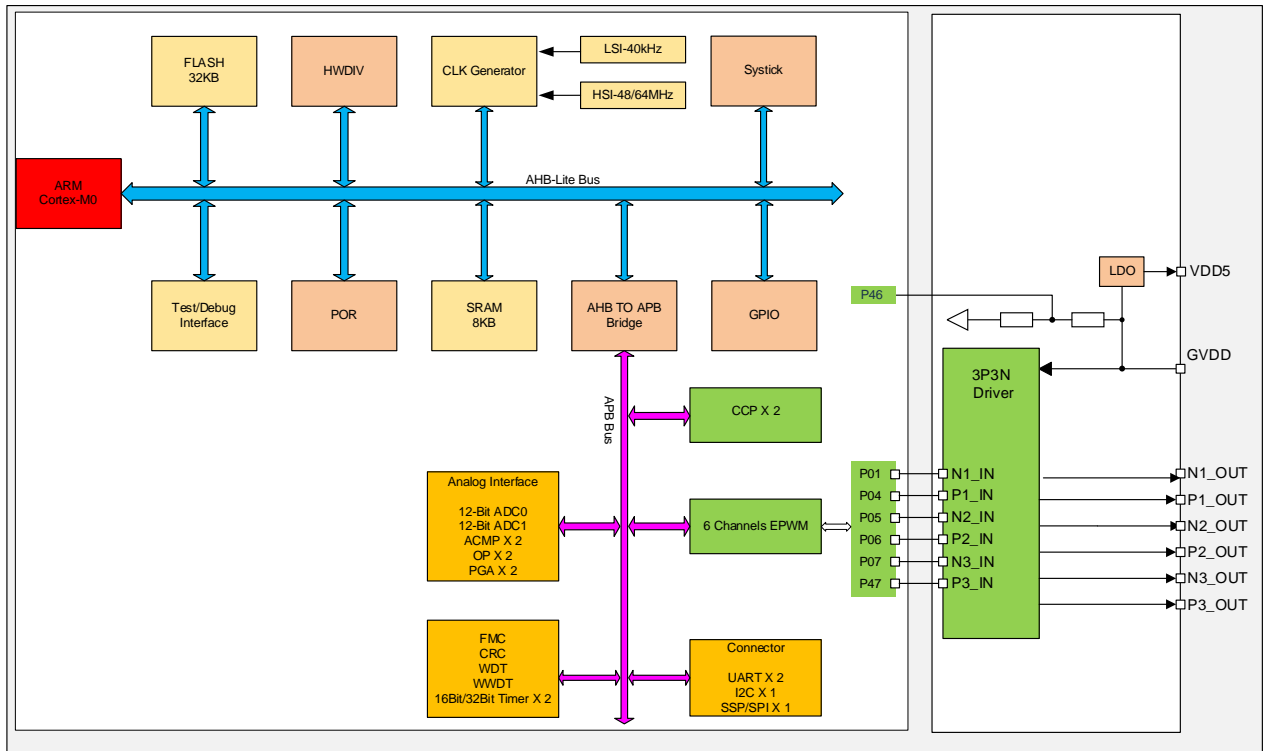 FLASH
32KB
HWDIV
CLK Generator
LSI-40kHz
HSI-48/64MHz
Systick
ARM
Cortex-M0
AHB-Lite Bus
Test/Debug
Interface
POR
SRAM
8KB
AHB TO APB
Bridge
GPIO
P46
LDO
VDD5
GVDD
3P3N
Driver
APB Bus
CCP X 2
Analog Interface
12-Bit ADC0
12-Bit ADC1
ACMP X 2
OP X 2
PGA X 2
6 Channels EPWM
P01
P04
P05
P06
P07
P47
N1_IN
P1_IN
N2_IN
P2_IN
N3_IN
P3_IN
N1_OUT
P1_OUT
N2_OUT
P2_OUT
N3_OUT
P3_OUT
FMC
CRC
WDT
WWDT
16Bit/32Bit Timer X 2
Connector
UART X 2
I2C X 1
SSP/SPI X 1